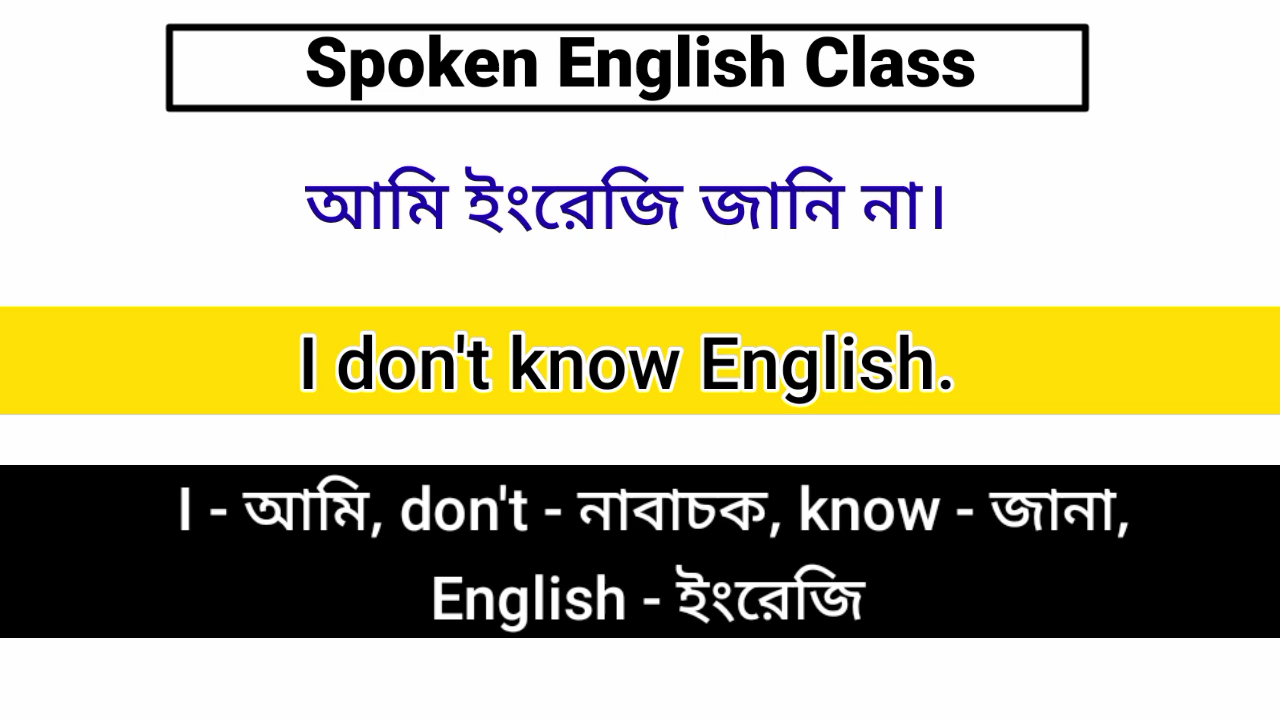 Spoken English Class
আমি ইংরেজি জানি না।
I don't know English.
I - আমি, don't - নাবাচক, know - জানা,
English - ইংরেজি